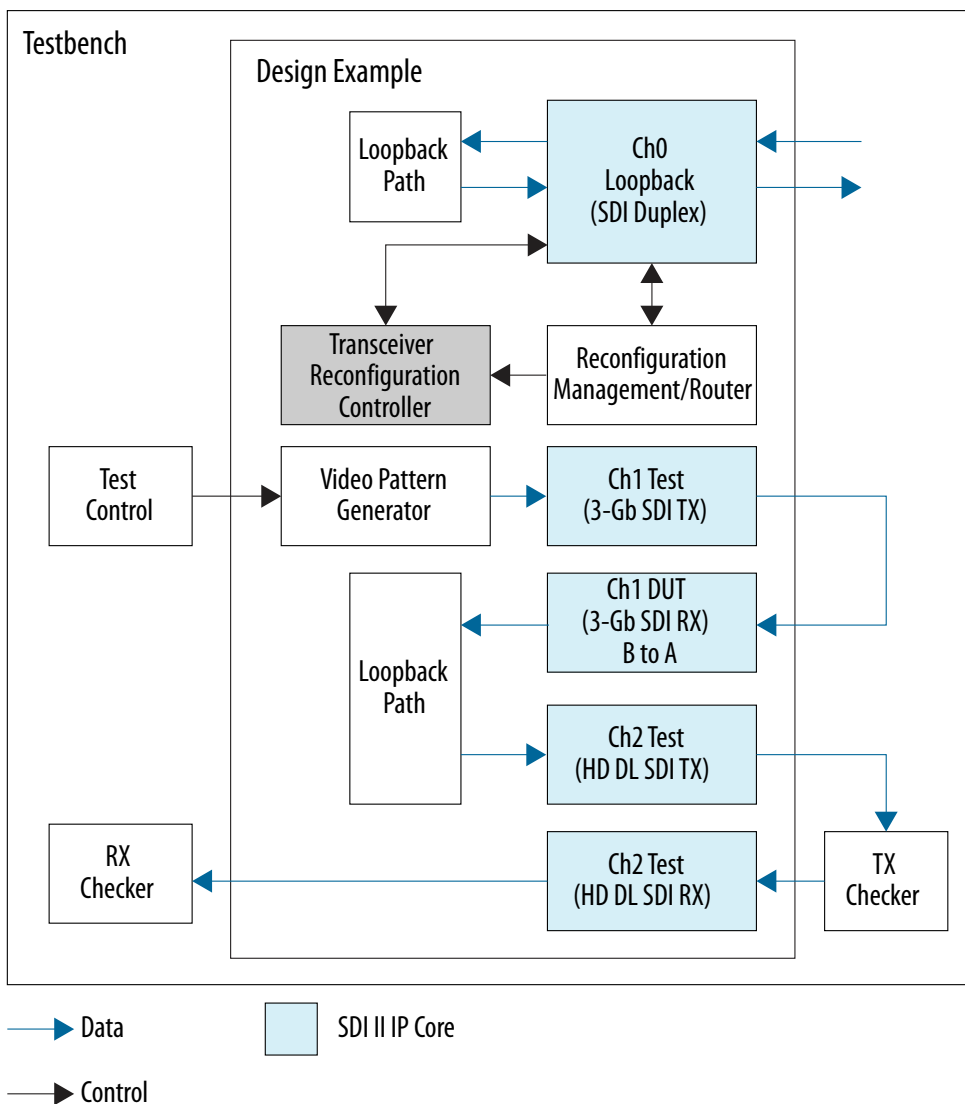 Testbench
Design Example
Loopback
Path
Ch0
Loopback
(SDI Duplex)
Transceiver
Reconfiguration
Controller
Reconfiguration
Management/Router
Test
Control
Video Pattern
Generator
Ch1 Test
(3-Gb SDI TX)
Loopback
Path
Ch1 DUT
(3-Gb SDI RX)
B to A
Ch2 Test
(HD DL SDI TX)
RX
Checker
Ch2 Test
(HD DL SDI RX)
TX
Checker
Data
SDI II IP Core
Control